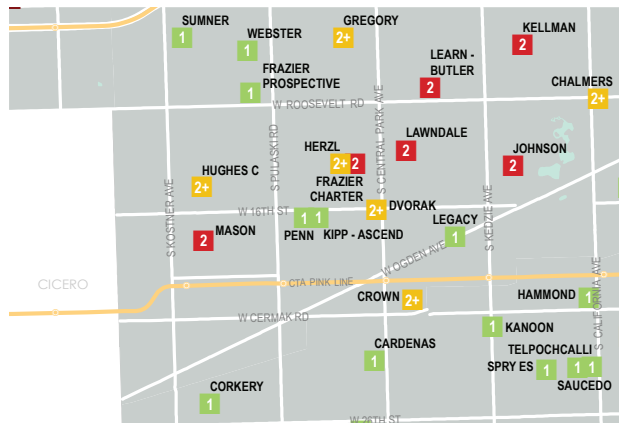 SUMNER
1
WEBSTER
1
GREGORY
2+
KELLMAN
2
LEARN -
BUTLER
2
FRAZIER
PROSPECTIVE
1
CHALMERS
2+
W ROOSEVELT RD
S PULASKI RD
S CENTRAL PARK AVE
HERZL
2+
2
FRAZIER
CHARTER
LAWNDALE
2
JOHNSON
2
HUGHES C
2+
S KOSTNER AVE
S KEDZIE AVE
W 16TH ST
1
1
PENN
KIPP - ASCEND
2+
DVORAK
LEGACY
1
2
MASON
W OGDEN AVE
CICERO
CTA PINK LINE
CROWN
2+
HAMMOND
1
S CALIFORNIA AVE
W CERMAK RD
1
KANOON
CARDENAS
1
TELPOCHCALLI
SPRY ES
1
1
1
SAUCEDO
CORKERY
1
W 26TH ST